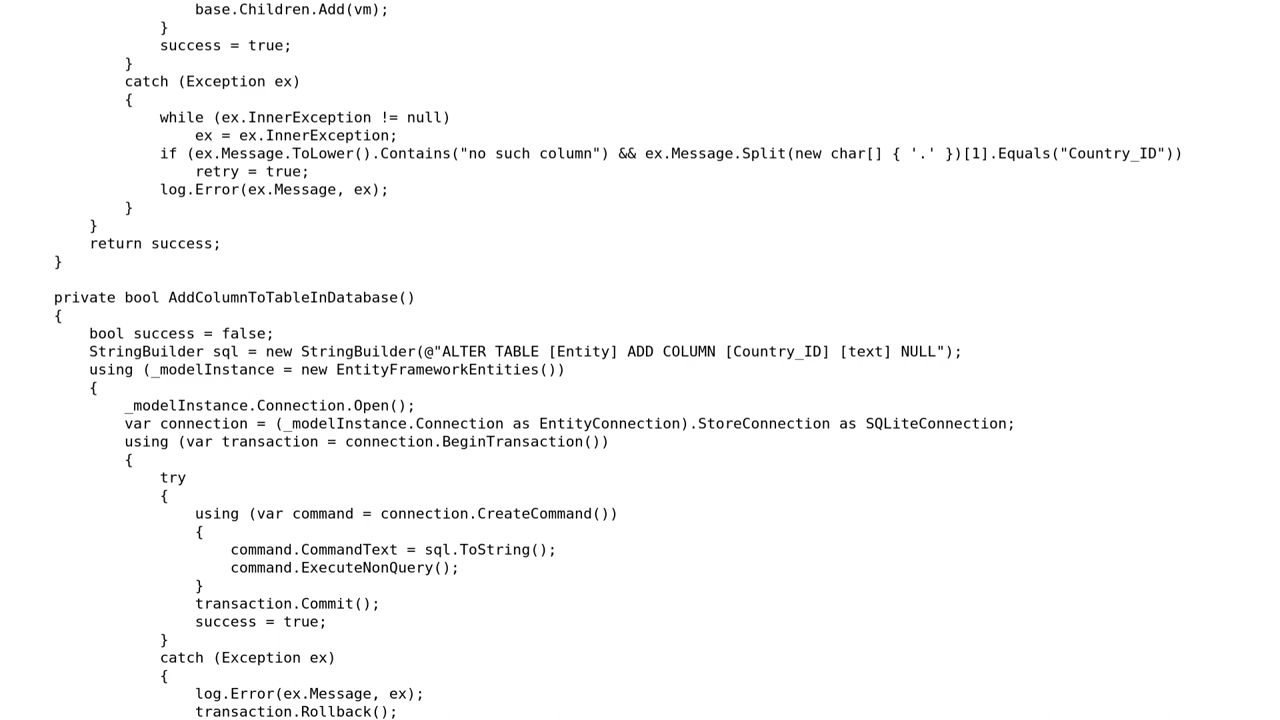 base.Children.Add(vm);
}
success = true;
}
catch (Exception ex)
{
while (ex.InnerException != null)
ex = ex.InnerException;
if (ex.Message.ToLower().Contains("no such column") && ex.Message.Split(new char[] { '.' })[1].Equals("Country_ID"))
retry = true;
log.Error(ex.Message, ex);
}
}
return success;
}
private bool AddColumnToTableInDatabase()
{
bool success = false;
StringBuilder sql = new StringBuilder(@"ALTER TABLE [Entity] ADD COLUMN [Country_ID] [text] NULL");
using (_modelInstance = new EntityFrameworkEntities())
{
_modelInstance.Connection.Open();
var connection = (_modelInstance.Connection as EntityConnection).StoreConnection as SQLiteConnection;
using (var transaction = connection.BeginTransaction())
{
try
{
using (var command = connection.CreateCommand())
{
command.CommandText = sql.ToString();
command.ExecuteNonQuery();
}
transaction.Commit();
success = true;
}
catch (Exception ex)
{
log.Error(ex.Message, ex);
transaction.Rollback();